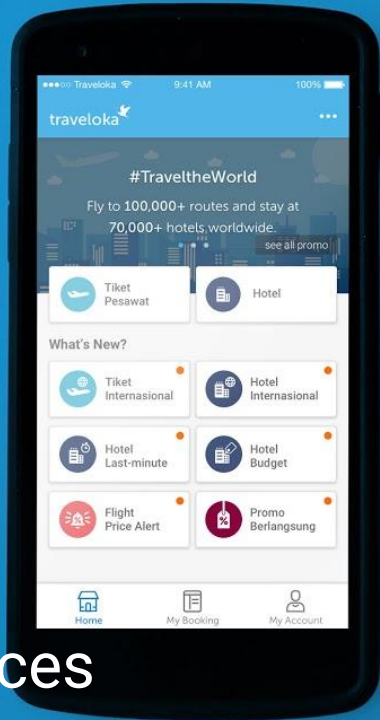 Traveloka
9:41 AM
100%
traveloka
#TraveltheWorld
Fly to 100,000+ routes and stay at
70,000+ hotels worldwide.
see all promo
Tiket
Pesawat
Hotel
What's New?
Tiket
Internasional
Hotel
Internasional
Hotel
Last-minute
Hotel
Budget
Flight
Price Alert
Promo
Berlangsung
Home
My Booking
My Account
ces